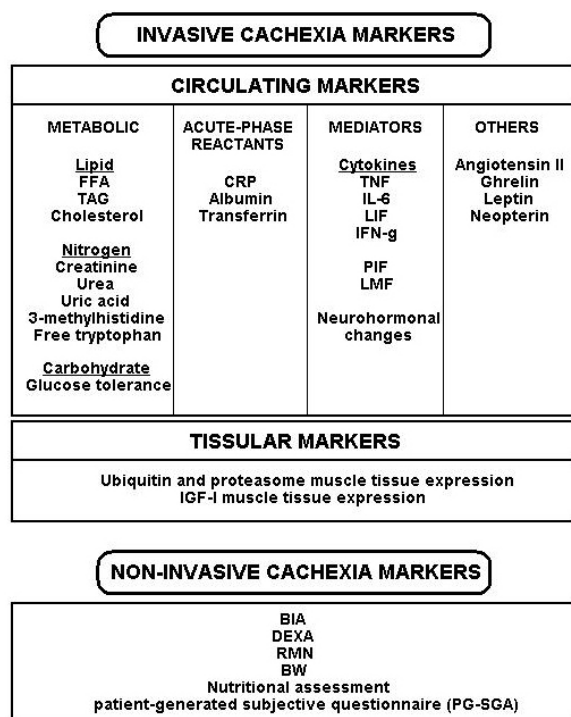 INVASIVE CACHEXIA MARKERS
CIRCULATING MARKERS
METABOLIC
Lipid
FFA
TAG
Cholesterol
Nitrogen
Creatinine
Urea
Uric acid
3-methylhistidine
Free tryptophan
Carbohydrate
Glucose tolerance
ACUTE-PHASE
REACTANTS
CRP
Albumin
Transferrin
MEDIATORS
Cytokines
TNF
IL-6
LIF
IFN-g
PIF
LMF
Neurohormonal
changes
OTHERS
Angiotensin II
Ghrelin
Leptin
Neopterin
TISSULAR MARKERS
Ubiquitin and proteasome muscle tissue expression
IGF-I muscle tissue expression
NON-INVASIVE CACHEXIA MARKERS
BIA
DEXA
RMN
BW
Nutritional assessment
patient-generated subjective questionnaire (PG-SGA)